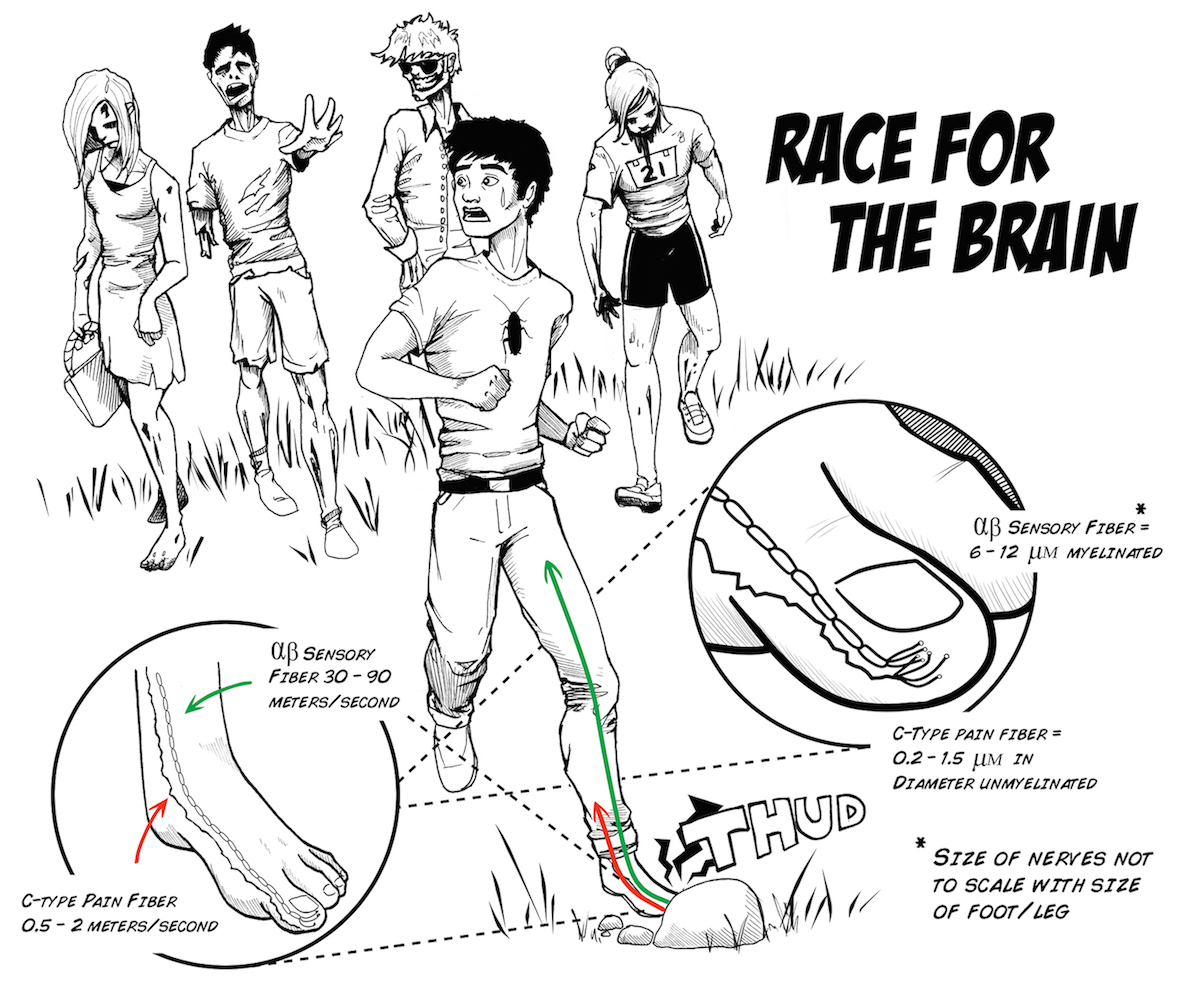 RACE FOR
THE BRAIN
21
αβ SENSORY FIBER = *
6 - 12 μM MYELINATED
αβ SENSORY
FIBER 30 - 90
METERS/SECOND
C-TYPE PAIN FIBER =
0.2 - 1.5 μM IN
DIAMETER UNMYELINATED
THUD
* SIZE OF NERVES NOT
TO SCALE WITH SIZE
OF FOOT/LEG
C-TYPE PAIN FIBER
0.5 - 2 METERS/SECOND